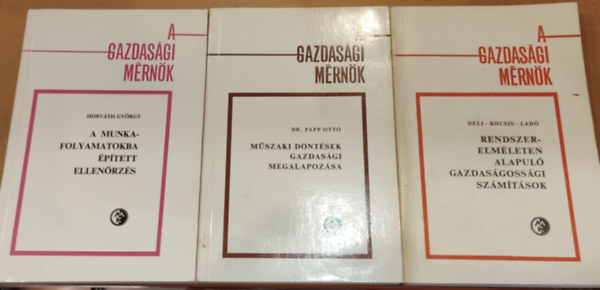 A
GAZDASÁGI
MÉRNÖK
HORVÁTH GYÖRGY
A MUNKA-
FOLYAMATOKBA
ÉPÍTETT
ELLENŐRZÉS
A
GAZDASÁGI
MÉRNÖK
DR. PAPP OTTÓ
MŰSZAKI DÖNTÉSEK
GAZDASÁGI
MEGALAPOZÁSA
A
GAZDASÁGI
MÉRNÖK
DELI–KOCSIS–LADÓ
RENDSZER-
ELMÉLETEN
ALAPULÓ
GAZDASÁGOSSÁGI
SZÁMÍTÁSOK